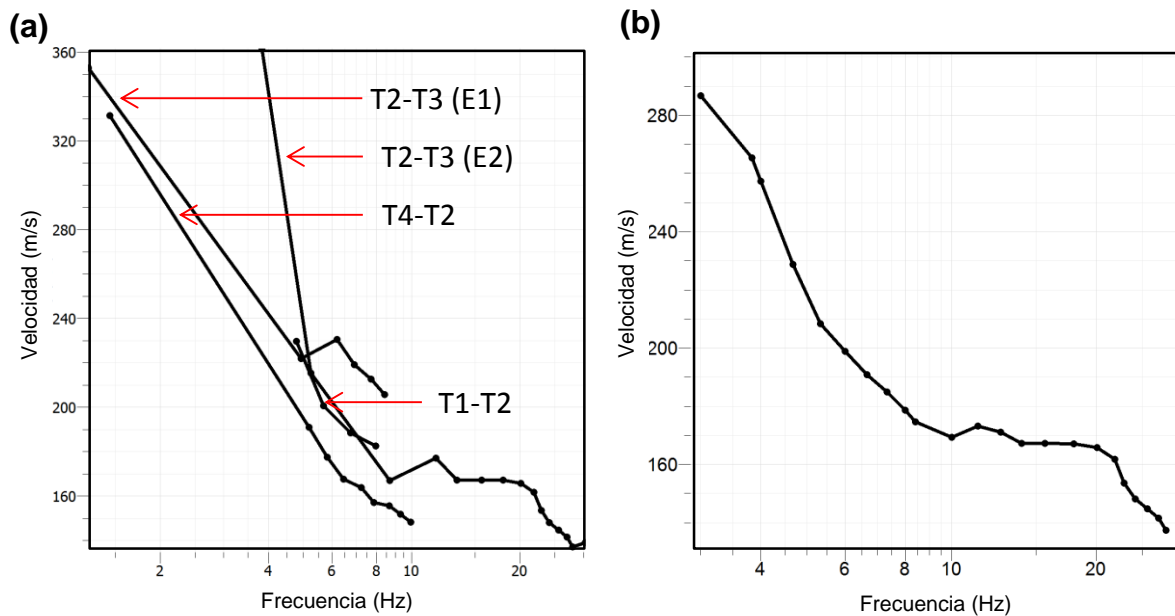 (a)
360
320
280
240
200
160
Velocidad (m/s)
T2-T3 (E1)
T2-T3 (E2)
T4-T2
T1-T2
2
4
6
8
10
20
Frecuencia (Hz)
(b)
280
240
200
160
Velocidad (m/s)
4
6
8
10
20
Frecuencia (Hz)